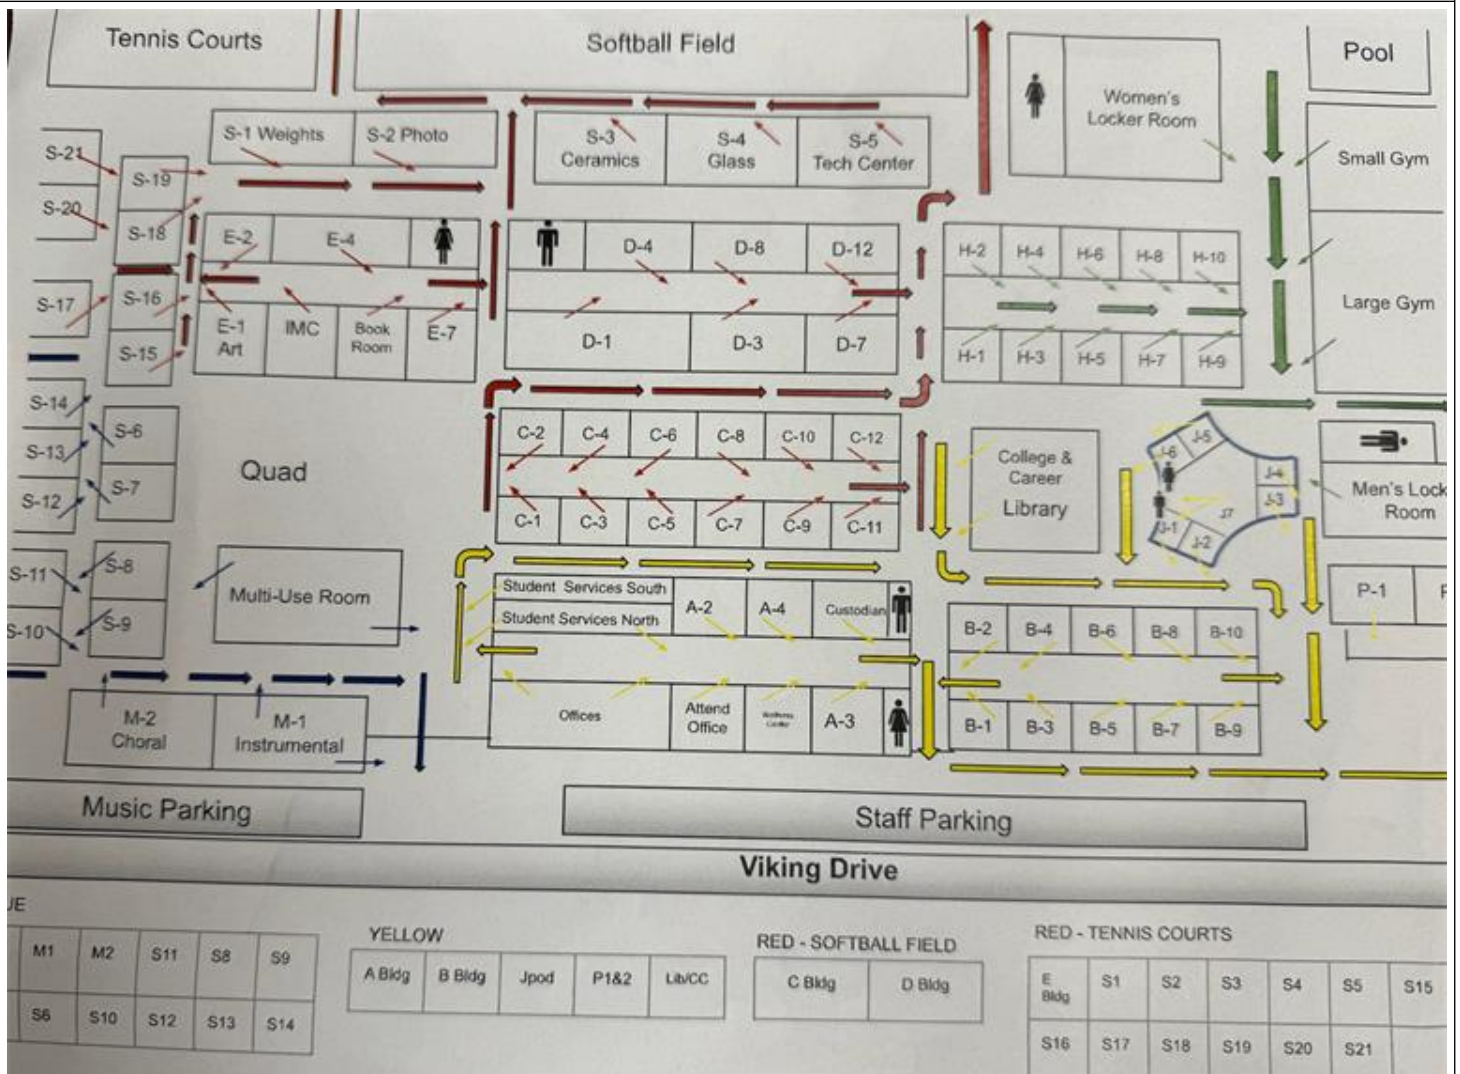 Tennis Courts
Softball Field
Pool
Women's
Locker Room
S-1 Weights
S-2 Photo
S-3
Ceramics
S-4
Glass
S-5
Tech Center
Small Gym
S-21
S-19
S-20
S-18
E-2
E-4
D-4
D-8
D-12
H-2
H-4
H-6
H-8
H-10
S-17
S-16
Large Gym
S-15
E-1
Art
IMC
Book
Room
E-7
D-1
D-3
D-7
H-1
H-3
H-5
H-7
H-9
S-14
S-6
S-13
S-7
S-12
Quad
C-2
C-4
C-6
C-8
C-10
C-12
C-1
C-3
C-5
C-7
C-9
C-11
College &
Career
Library
J-6
J-5
J-4
J-3
J7
J-1
J-2
Men's Lock
Room
S-11
S-8
S-10
S-9
Multi-Use Room
Student Services South
Student Services North
A-2
A-4
Custodian
B-2
B-4
B-6
B-8
B-10
P-1
Offices
Attend
Office
A-3
B-1
B-3
B-5
B-7
B-9
M-2
Choral
M-1
Instrumental
Music Parking
Staff Parking
Viking Drive
UE
M1
M2
S11
S8
S9
S6
S10
S12
S13
S14
YELLOW
A Bldg
B Bldg
Jpod
P1&2
Lib/CC
RED - SOFTBALL FIELD
C Bldg
D Bldg
RED - TENNIS COURTS
E
Bldg
S1
S2
S3
S4
S5
S15
S16
S17
S18
S19
S20
S21